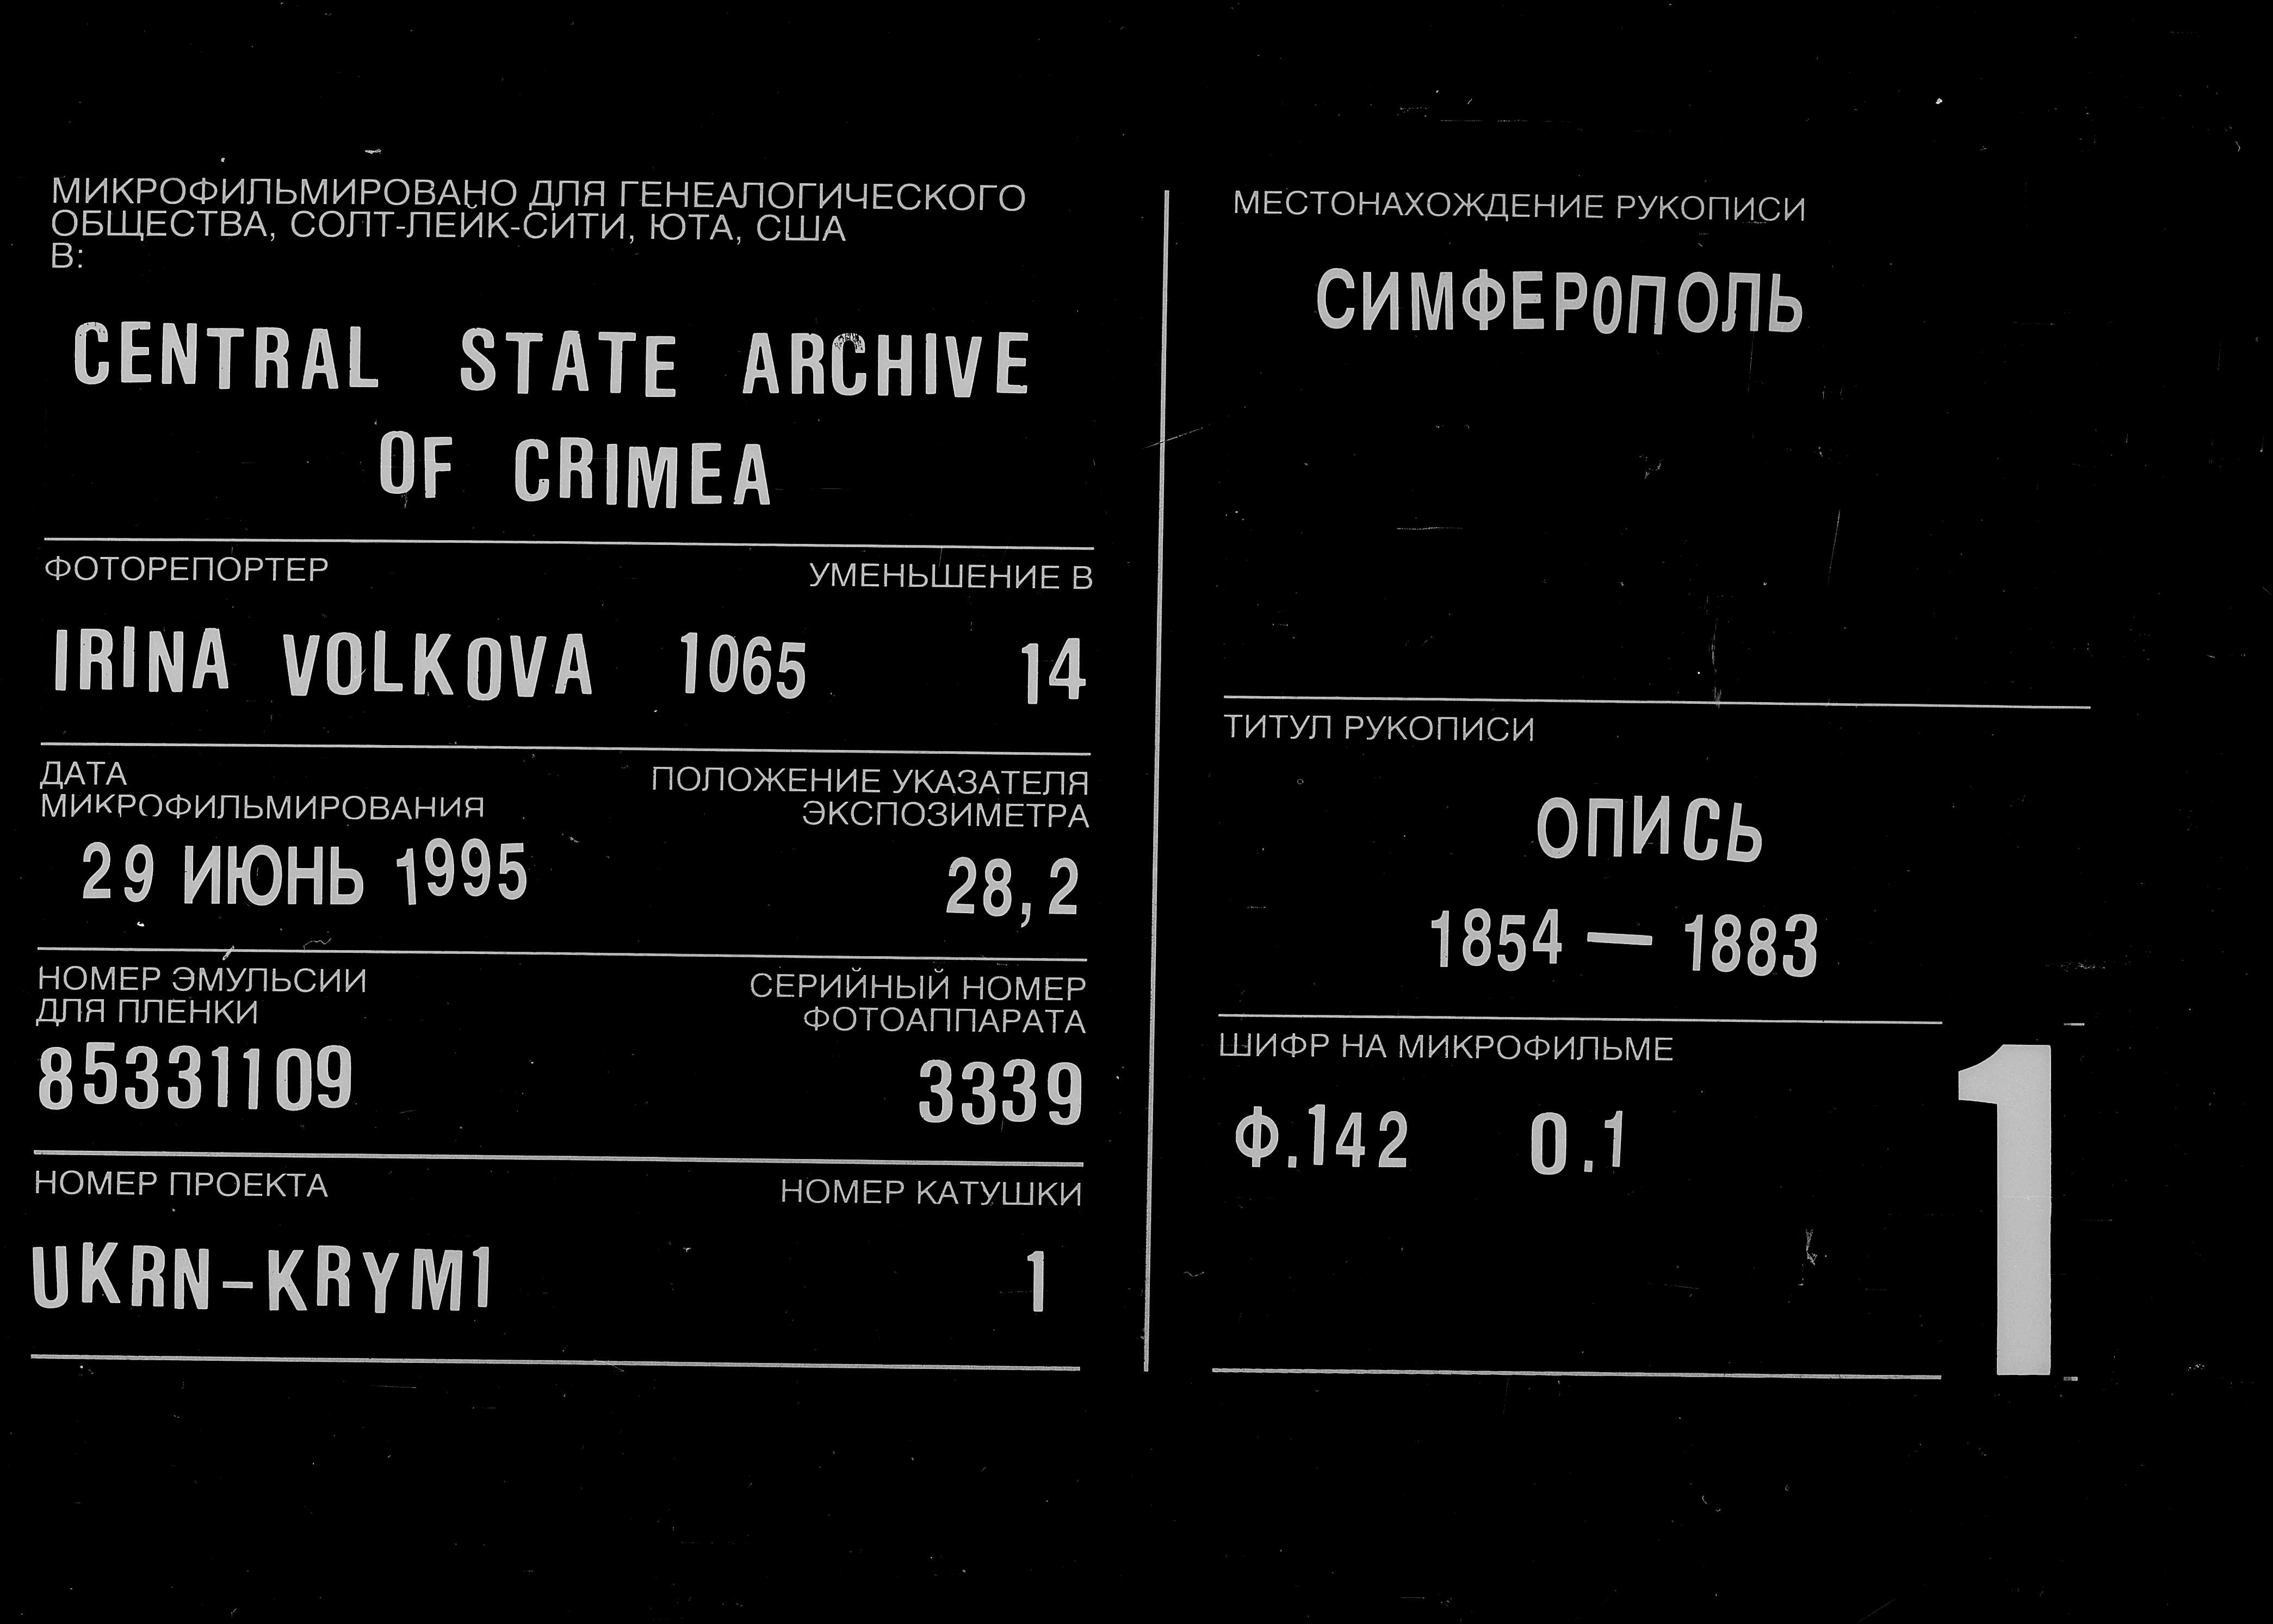 МИКРОФИЛЬМИРОВАНО ДЛЯ ГЕНЕАЛОГИЧЕСКОГО
ОБЩЕСТВА, СОЛТ-ЛЕЙК-СИТИ, ЮТА, США
В:
CENTRAL STATE ARCHIVE
OF CRIMEA
ФОТОРЕПОРТЕР УМЕНЬШЕНИЕ В
IRINA VOLKOVA 1065 14
ДАТА
МИКРОФИЛЬМИРОВАНИЯ
ПОЛОЖЕНИЕ УКАЗАТЕЛЯ
ЭКСПОЗИМЕТРА
29 ИЮНЬ 1995 28,2
НОМЕР ЭМУЛЬСИИ
ДЛЯ ПЛЕНКИ
СЕРИЙНЫЙ НОМЕР
ФОТОАППАРАТА
85331109 3339
НОМЕР ПРОЕКТА НОМЕР КАТУШКИ
UKRN-KRYM1 1
МЕСТОНАХОЖДЕНИЕ РУКОПИСИ
СИМФЕРОПОЛЬ
ТИТУЛ РУКОПИСИ
ОПИСЬ
1854 — 1883
ШИФР НА МИКРОФИЛЬМЕ
Ф.142 О.1
1